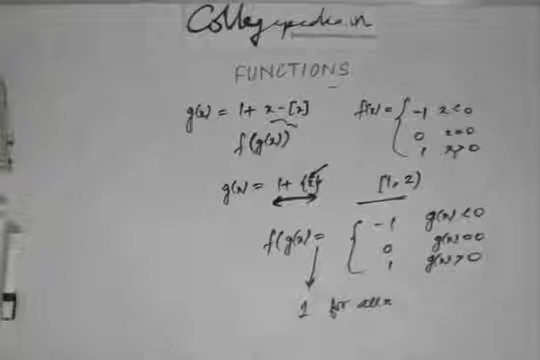 Collegepedia.in
FUNCTIONS
g(x) = 1 + x - [x]
f(x) = { -1 x < 0
0 x = 0
1 x > 0
f(g(x))
g(x) = 1 + {x} [1, 2)
f(g(x) = { -1 g(x) < 0
0 g(x) = 0
1 g(x) > 0
1 for all x